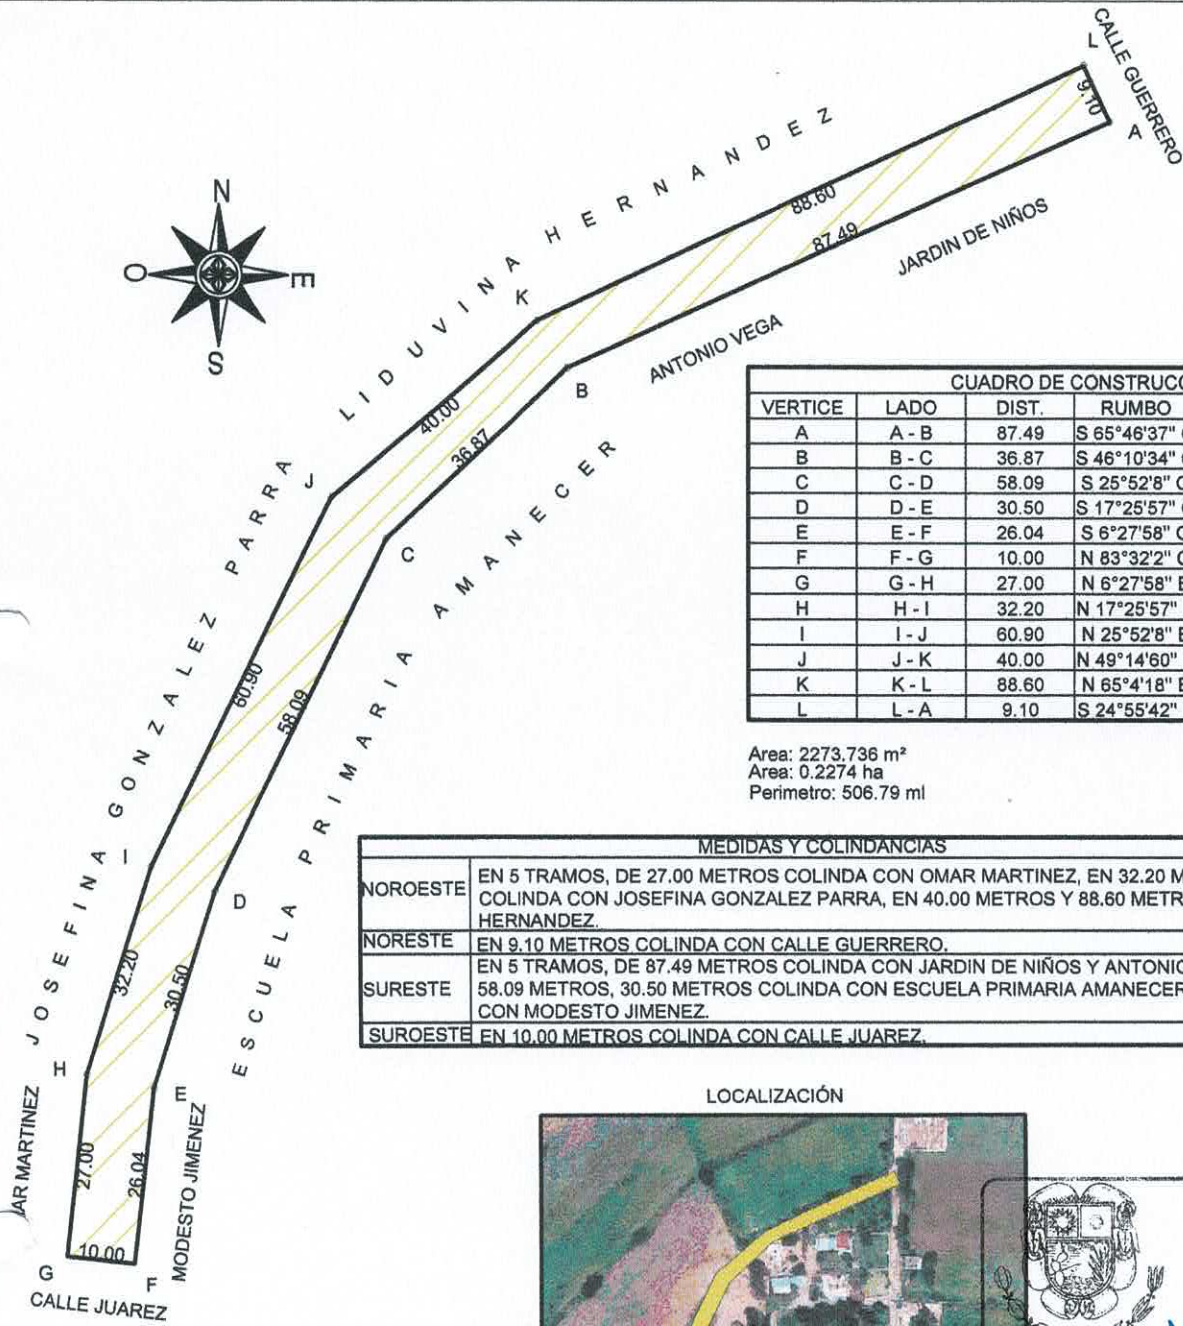 CALLE GUERRERO
L
9.10
A
LIDUVINA HERNANDEZ
88.60
87.49
JARDIN DE NIÑOS
N
O
E
S
K
ANTONIO VEGA
B
40.00
36.87
J
C
JOSEFINA GONZALEZ PARRA
ESCUELA PRIMARIA AMANECER
60.90
58.09
I
D
32.20
30.50
H
E
AR MARTINEZ
27.00
26.04
MODESTO JIMENEZ
10.00
G
F
CALLE JUAREZ
CUADRO DE CONSTRUCC
VERTICE LADO DIST. RUMBO
A A - B 87.49 S 65°46'37"
B B - C 36.87 S 46°10'34"
C C - D 58.09 S 25°52'8" O
D D - E 30.50 S 17°25'57"
E E - F 26.04 S 6°27'58" O
F F - G 10.00 N 83°32'2" O
G G - H 27.00 N 6°27'58" E
H H - I 32.20 N 17°25'57"
I I - J 60.90 N 25°52'8" E
J J - K 40.00 N 49°14'60"
K K - L 88.60 N 65°4'18" E
L L - A 9.10 S 24°55'42"
Area: 2273.736 m²
Area: 0.2274 ha
Perimetro: 506.79 ml
MEDIDAS Y COLINDANCIAS
NOROESTE EN 5 TRAMOS, DE 27.00 METROS COLINDA CON OMAR MARTINEZ, EN 32.20 M
COLINDA CON JOSEFINA GONZALEZ PARRA, EN 40.00 METROS Y 88.60 METR
HERNANDEZ.
NORESTE EN 9.10 METROS COLINDA CON CALLE GUERRERO.
SURESTE EN 5 TRAMOS, DE 87.49 METROS COLINDA CON JARDIN DE NIÑOS Y ANTONIO
58.09 METROS, 30.50 METROS COLINDA CON ESCUELA PRIMARIA AMANECER
CON MODESTO JIMENEZ.
SUROESTE EN 10.00 METROS COLINDA CON CALLE JUAREZ.
LOCALIZACIÓN